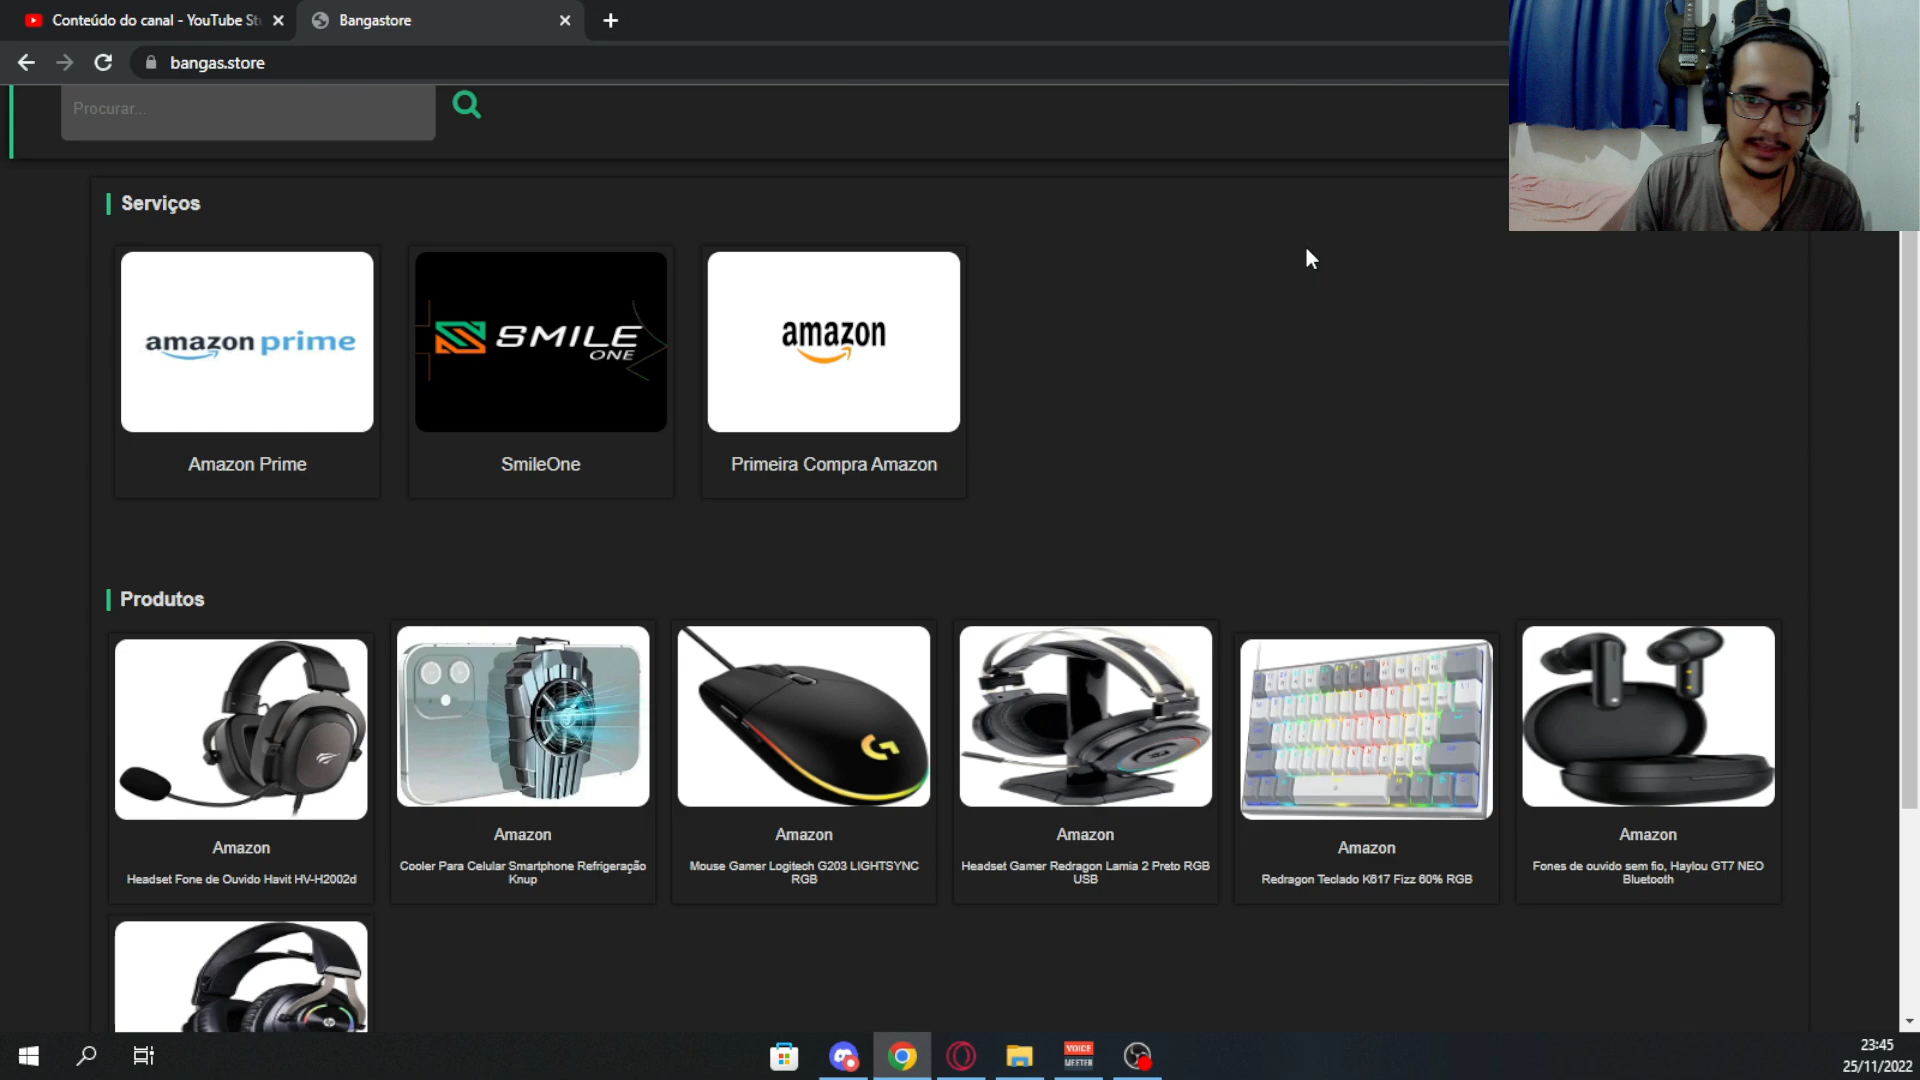 Conteúdo do canal - YouTube St
Bangastore
bangas.store
Procurar...
Serviços
amazon prime
SMILE
ONE
amazon
Amazon Prime
SmileOne
Primeira Compra Amazon
Produtos
Amazon
Headset Fone de Ouvido Havit HV-H2002d
Amazon
Cooler Para Celular Smartphone Refrigeração
Knup
Amazon
Mouse Gamer Logitech G203 LIGHTSYNC
RGB
Amazon
Headset Gamer Redragon Lamia 2 Preto RGB
USB
Amazon
Redragon Teclado K617 Fizz 60% RGB
Amazon
Fones de ouvido sem fio, Haylou GT7 NEO
Bluetooth
VOICE
MEETER
23:45
25/11/2022